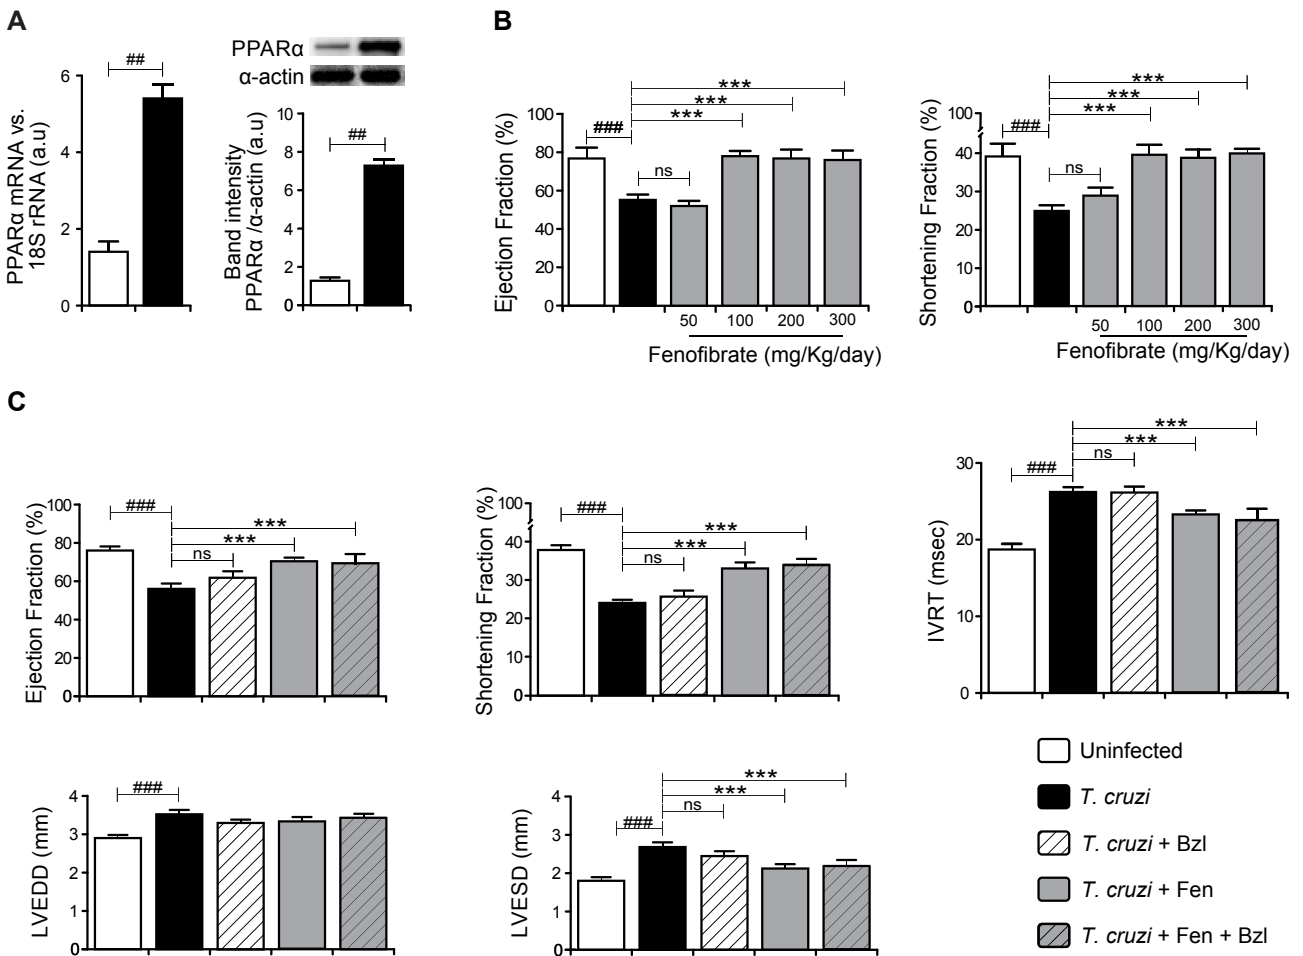 A
PPARα mRNA vs.
18S rRNA (a.u)
6
4
2
0
##
PPARα
α-actin
Band intensity
PPARα /α-actin (a.u)
10
8
6
4
2
0
##
B
Ejection Fraction (%)
100
80
60
40
20
0
###
ns
***
***
***
50 100 200 300
Fenofibrate (mg/Kg/day)
Shortening Fraction (%)
100
40
30
20
10
0
###
ns
***
***
***
50 100 200 300
Fenofibrate (mg/Kg/day)
C
Ejection Fraction (%)
100
80
60
40
20
0
###
ns
***
***
Shortening Fraction (%)
100
40
30
20
10
0
###
ns
***
***
IVRT (msec)
30
20
10
0
###
ns
***
***
LVEDD (mm)
4
3
2
1
0
###
LVESD (mm)
4
3
2
1
0
###
ns
***
***
Uninfected
T. cruzi
T. cruzi + Bzl
T. cruzi + Fen
T. cruzi + Fen + Bzl